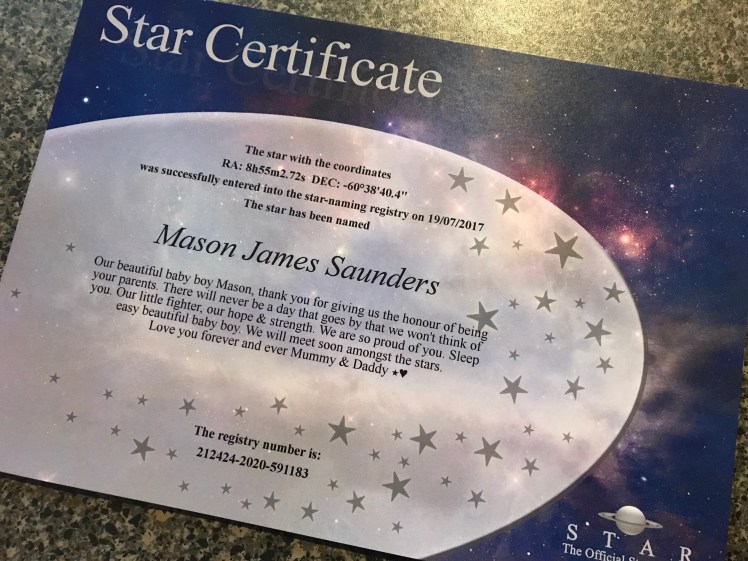 Star Certificate
The star with the coordinates
RA: 8h55m2.72s DEC: -60°38'40.4"
was successfully entered into the star-naming registry on 19/07/2017
The star has been named
Mason James Saunders
Our beautiful baby boy Mason, thank you for giving us the honour of being
your parents. There will never be a day that goes by that we won't think of
you. Our little fighter, our hope & strength. We are so proud of you. Sleep
easy beautiful baby boy. We will meet soon amongst the stars.
Love you forever and ever Mummy & Daddy ★♥
The registry number is:
212424-2020-591183
S T A R
The Official